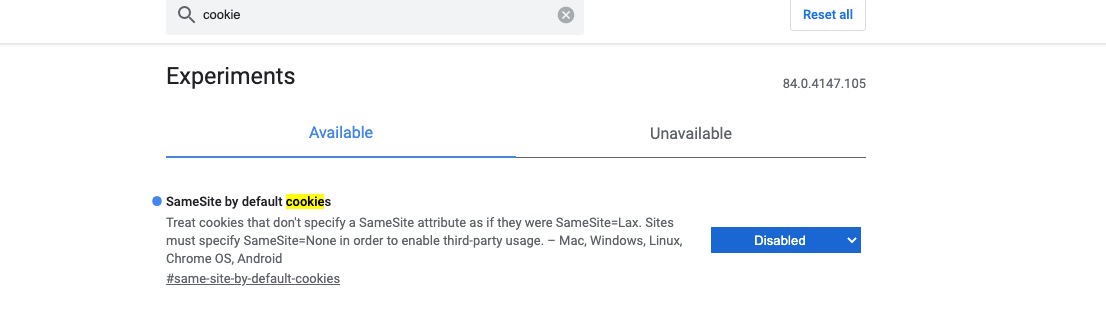 cookie
Reset all
Experiments
84.0.4147.105
Available
Unavailable
SameSite by default cookies
Treat cookies that don't specify a SameSite attribute as if they were SameSite=Lax. Sites
must specify SameSite=None in order to enable third-party usage. – Mac, Windows, Linux,
Chrome OS, Android
#same-site-by-default-cookies
Disabled